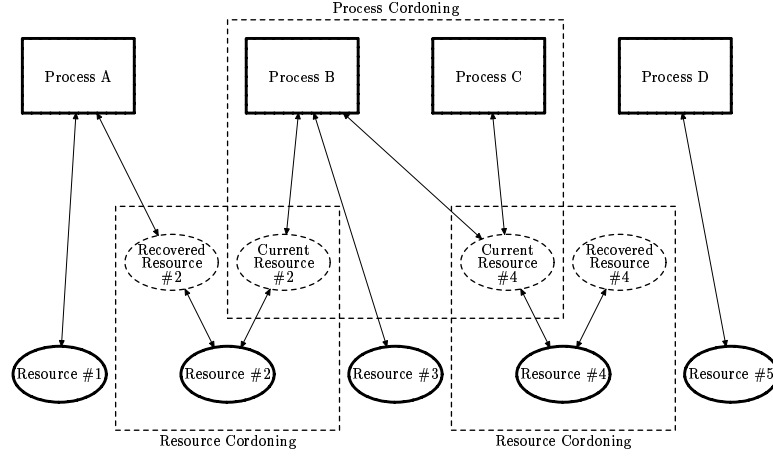 Process Cordoning
Process A
Process B
Process C
Process D
Recovered
Resource
#2
Current
Resource
#2
Current
Resource
#4
Recovered
Resource
#4
Resource #1
Resource #2
Resource #3
Resource #4
Resource #5
Resource Cordoning
Resource Cordoning